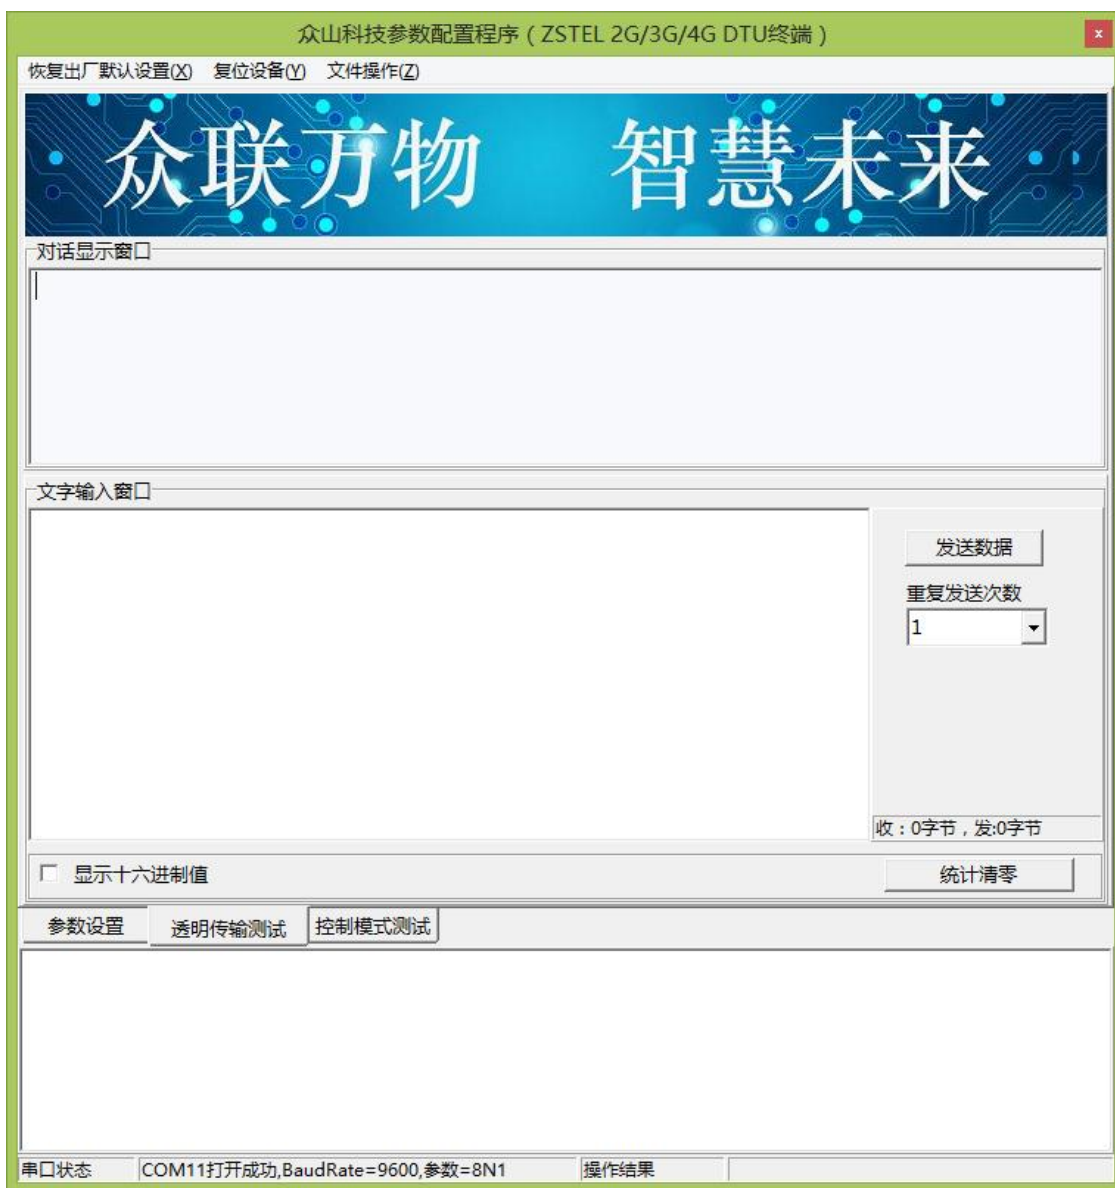 众山科技参数配置程序（ZSTEL 2G/3G/4G DTU终端）
x
恢复出厂默认设置(X) 复位设备(Y) 文件操作(Z)
众联万物 智慧未来
对话显示窗口
文字输入窗口
发送数据
重复发送次数
1
收：0字节，发:0字节
显示十六进制值 统计清零
参数设置 透明传输测试 控制模式测试
串口状态 COM11打开成功,BaudRate=9600,参数=8N1 操作结果